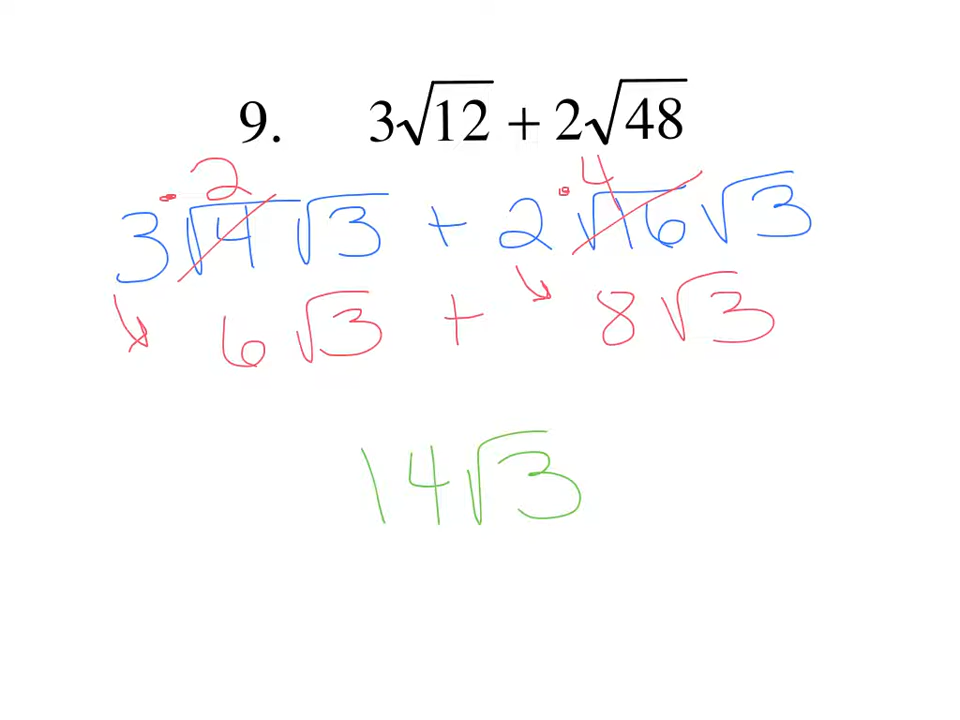 9. 3√12 + 2√48
· 2 · 4
3√4 √3 + 2√16 √3
6√3 + 8√3
14√3